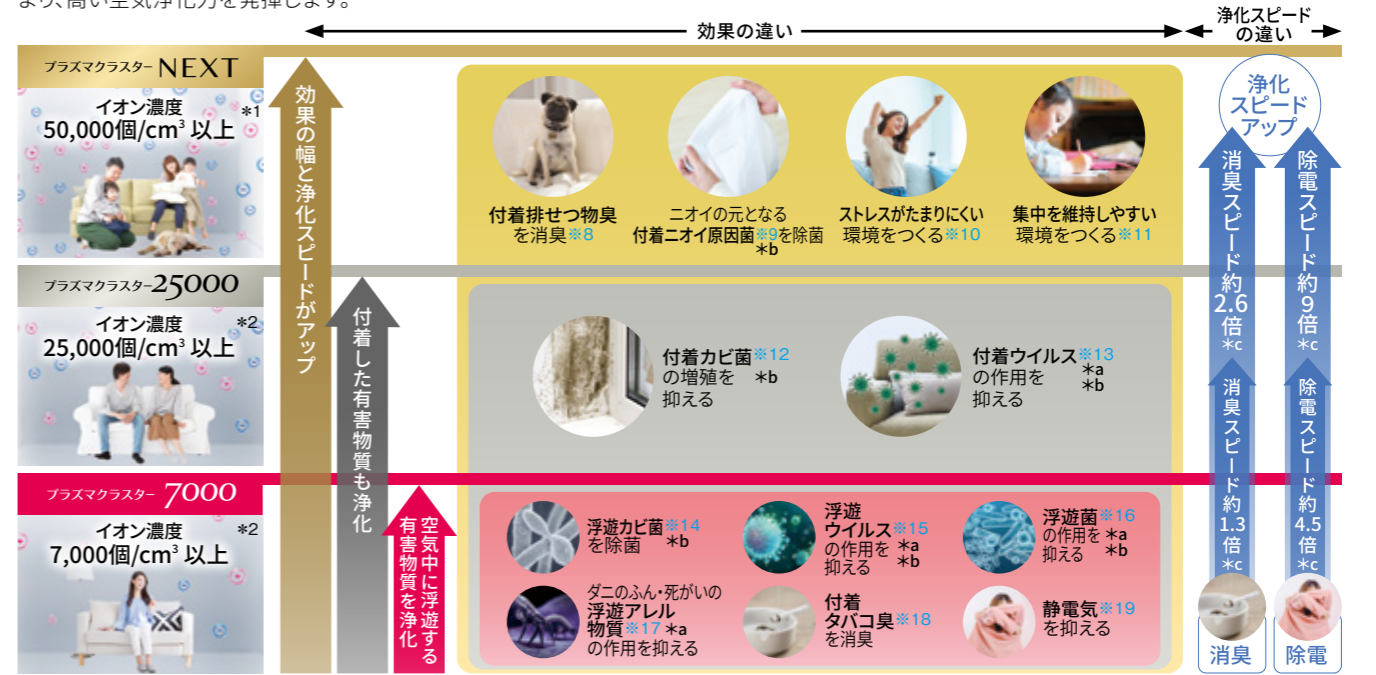 より、高い空気浄化力を発揮します。
効果の違い
浄化スピード
の違い
プラズマクラスター NEXT
イオン濃度 *1
50,000個/cm³ 以上
効果の幅と浄化スピードがアップ
付着排せつ物臭
を消臭※8
ニオイの元となる
付着ニオイ原因菌※9を除菌
*b
ストレスがたまりにくい
環境をつくる※10
集中を維持しやすい
環境をつくる※11
浄化
スピード
アップ
消臭スピード約2.6倍*c
除電スピード約9倍*c
プラズマクラスター 25000
イオン濃度 *2
25,000個/cm³ 以上
付着した有害物質も浄化
付着カビ菌※12
の増殖を *b
抑える
付着ウイルス※13
の作用を *a
抑える *b
消臭スピード約1.3倍*c
除電スピード約4.5倍*c
プラズマクラスター 7000
イオン濃度 *2
7,000個/cm³ 以上
空気中に浮遊する
有害物質を浄化
浮遊カビ菌※14
を除菌 *b
浮遊
ウイルス※15
の作用を *a
抑える *b
浮遊菌※16
の作用を *a
抑える *b
ダニのふん・死がいの
浮遊アレル
物質※17 *a
の作用を抑える
付着
タバコ臭※18
を消臭
静電気※19
を抑える
消臭
除電